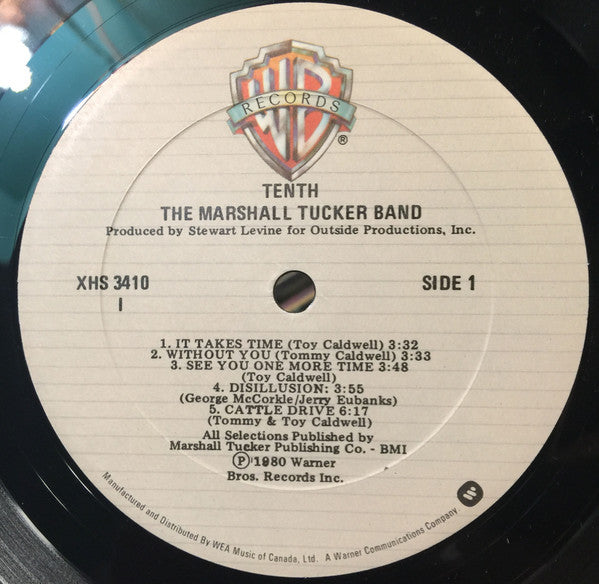 WB
RECORDS
®
TENTH
THE MARSHALL TUCKER BAND
Produced by Stewart Levine for Outside Productions, Inc.
XHS 3410
SIDE 1
I
1. IT TAKES TIME (Toy Caldwell) 3:32
2. WITHOUT YOU (Tommy Caldwell) 3:33
3. SEE YOU ONE MORE TIME 3:48
(Toy Caldwell)
4. DISILLUSION: 3:55
(George McCorkle/Jerry Eubanks)
5. CATTLE DRIVE 6:17
(Tommy & Toy Caldwell)
All Selections Published by
Marshall Tucker Publishing Co. - BMI
Ⓟ 1980 Warner
Bros. Records Inc.
Manufactured and Distributed By WEA Music of Canada, Ltd. A Warner Communications Company